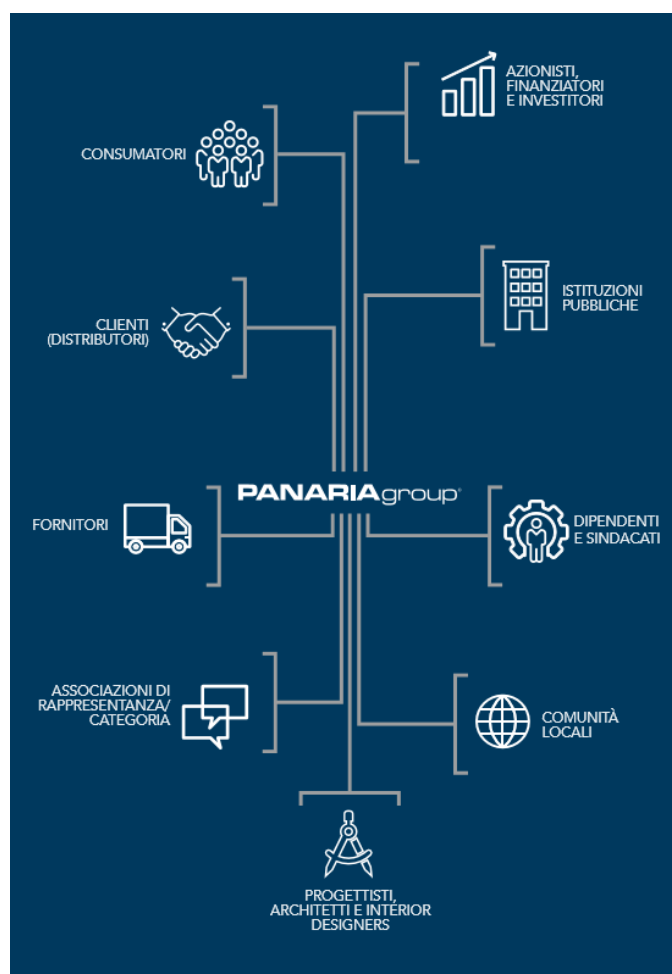 AZIONISTI,
FINANZIATORI
E INVESTITORI
CONSUMATORI
ISTITUZIONI
PUBBLICHE
CLIENTI
(DISTRIBUTORI)
PANARIAgroup®
FORNITORI
DIPENDENTI
E SINDACATI
ASSOCIAZIONI DI
RAPPRESENTANZA/
CATEGORIA
COMUNITÀ
LOCALI
PROGETTISTI,
ARCHITETTI E INTERIOR
DESIGNERS